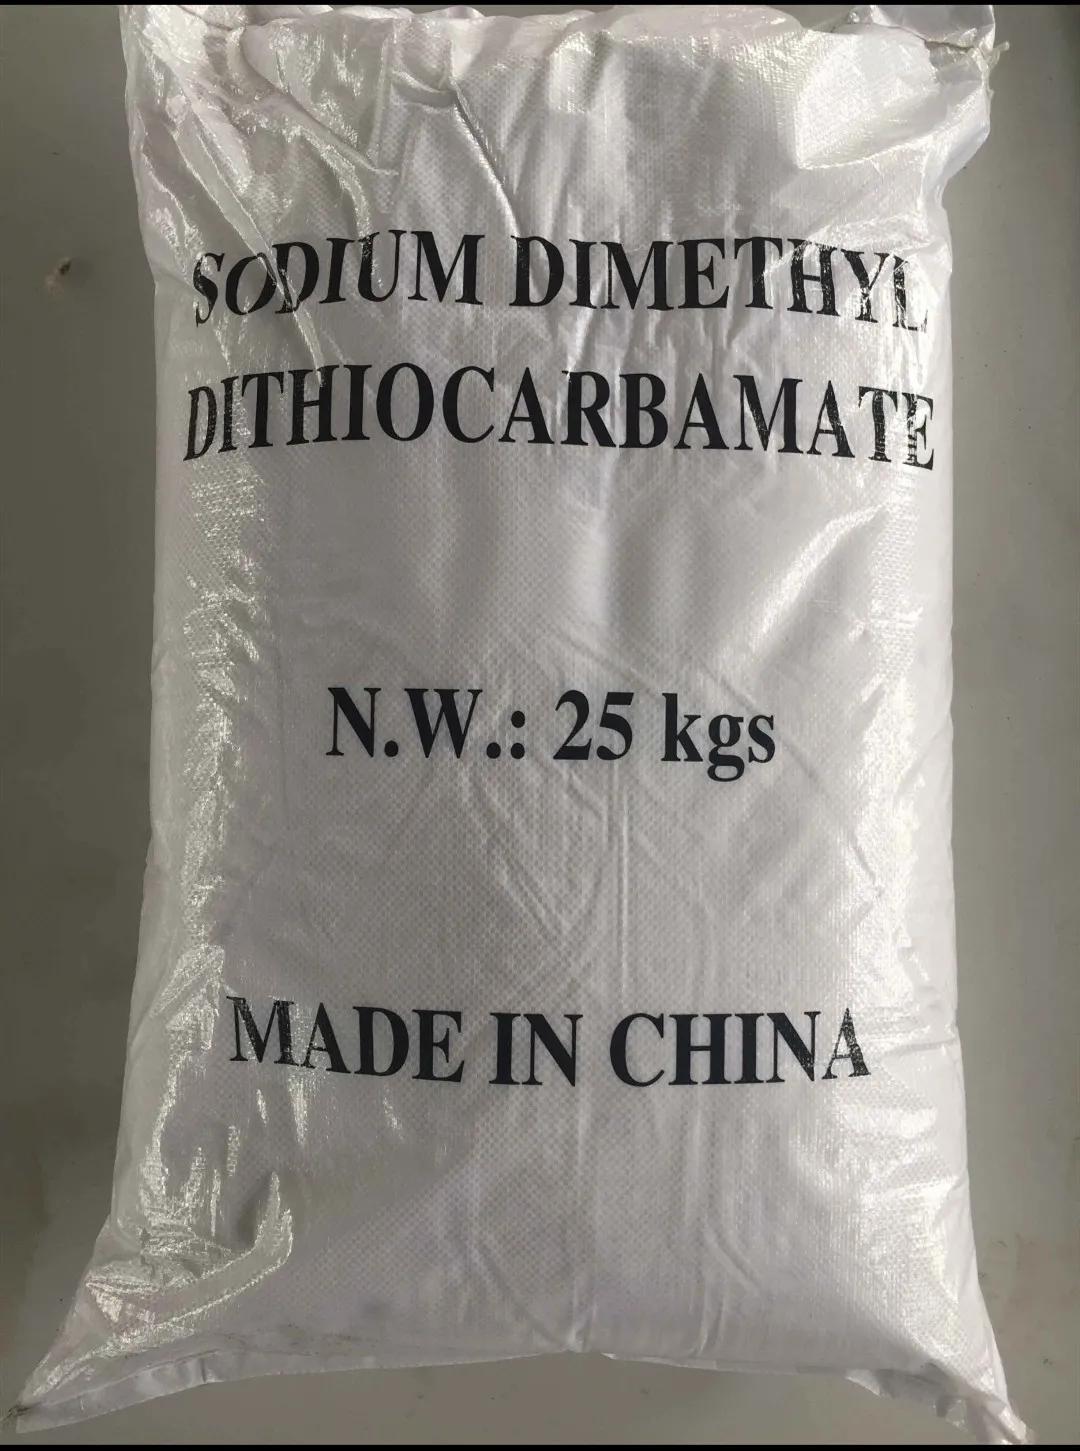 SODIUM DIMETHYL
DITHIOCARBAMATE
N.W.: 25 kgs
MADE IN CHINA